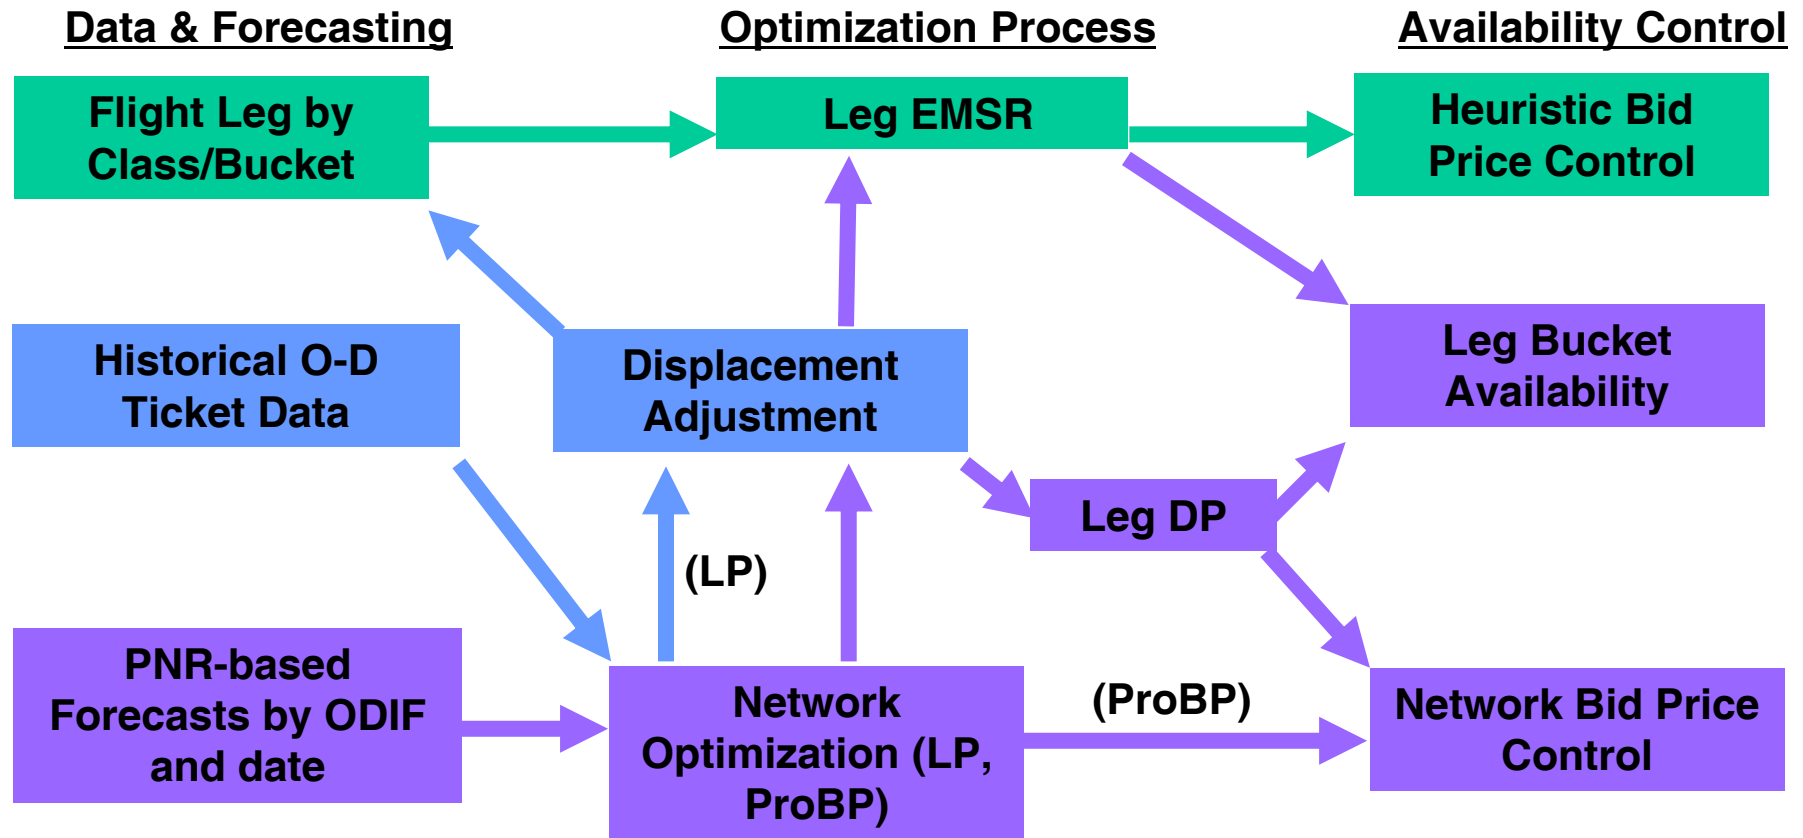 Data & Forecasting
Optimization Process
Availability Control
Flight Leg by
Class/Bucket
Leg EMSR
Heuristic Bid
Price Control
Historical O-D
Ticket Data
Displacement
Adjustment
Leg Bucket
Availability
Leg DP
(LP)
PNR-based
Forecasts by ODIF
and date
Network
Optimization (LP,
ProBP)
(ProBP)
Network Bid Price
Control